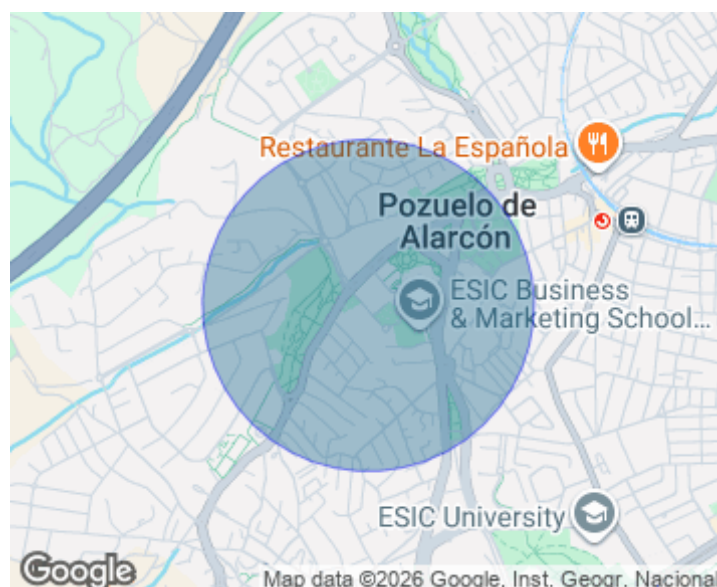 Restaurante La Española
Pozuelo de
Alarcón
ESIC Business
& Marketing School...
ESIC University
Google
Map data ©2026 Google, Inst. Geogr. Nacional